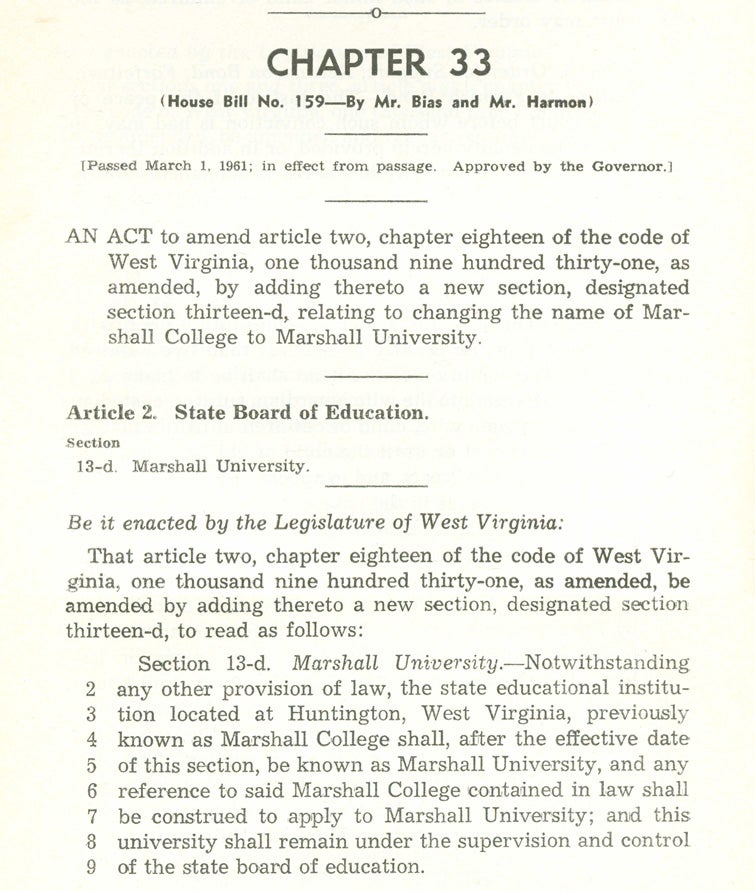 CHAPTER 33
(House Bill No. 159—By Mr. Bias and Mr. Harmon)
[Passed March 1, 1961; in effect from passage. Approved by the Governor.]
AN ACT to amend article two, chapter eighteen of the code of
West Virginia, one thousand nine hundred thirty-one, as
amended, by adding thereto a new section, designated
section thirteen-d, relating to changing the name of Mar-
shall College to Marshall University.
Article 2. State Board of Education.
Section
13-d. Marshall University.
Be it enacted by the Legislature of West Virginia:
That article two, chapter eighteen of the code of West Vir-
ginia, one thousand nine hundred thirty-one, as amended, be
amended by adding thereto a new section, designated section
thirteen-d, to read as follows:
Section 13-d. Marshall University.—Notwithstanding
2 any other provision of law, the state educational institu-
3 tion located at Huntington, West Virginia, previously
4 known as Marshall College shall, after the effective date
5 of this section, be known as Marshall University, and any
6 reference to said Marshall College contained in law shall
7 be construed to apply to Marshall University; and this
8 university shall remain under the supervision and control
9 of the state board of education.